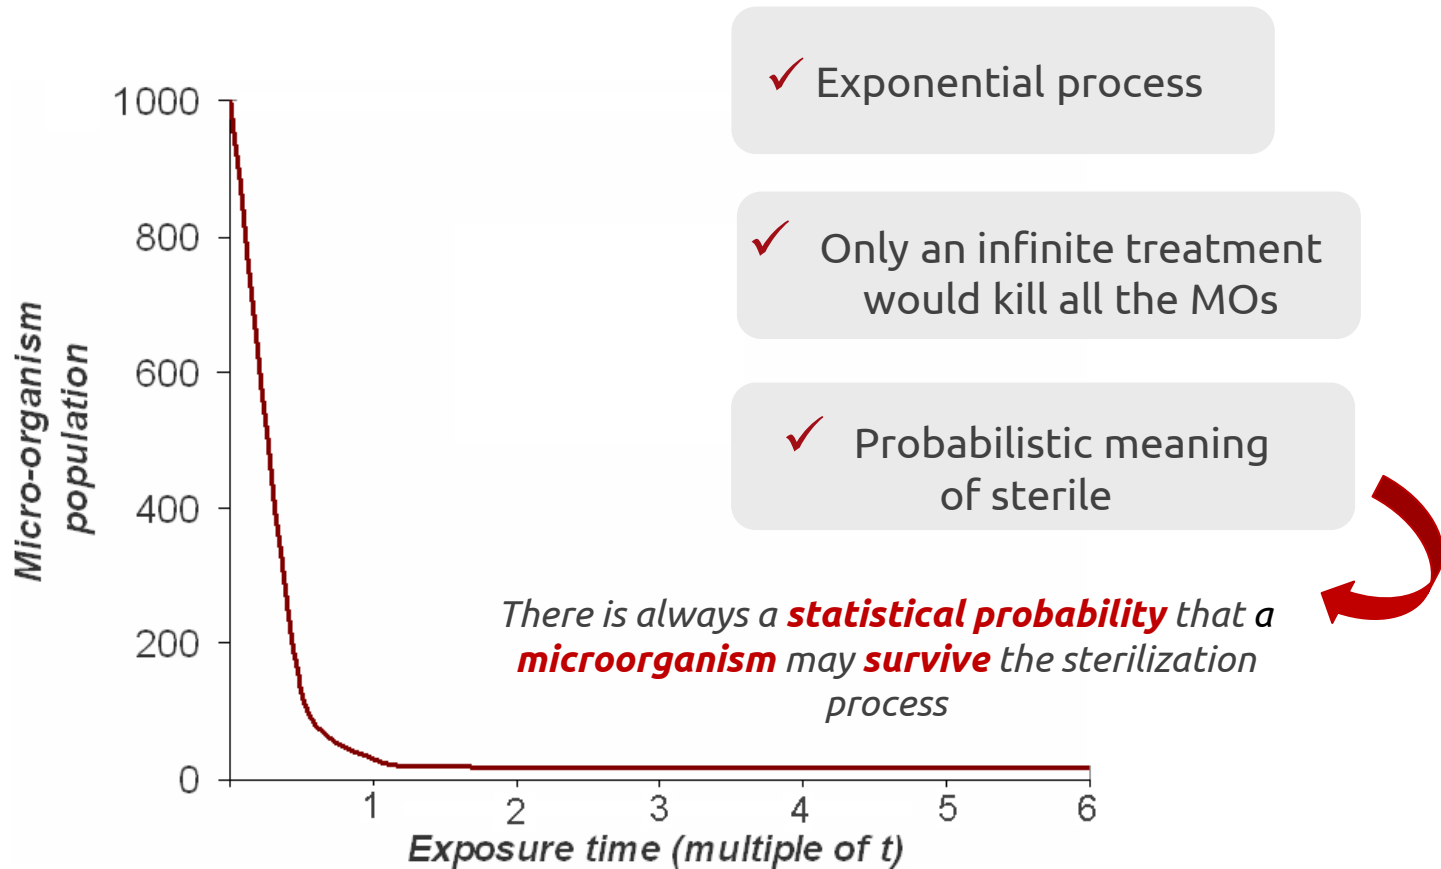 Exponential process
Only an infinite treatment
would kill all the MOs
Probabilistic meaning
of sterile
There is always a statistical probability that a
microorganism may survive the sterilization
process
Micro-organism
population
1000
800
600
400
200
0
1
2
3
4
5
6
Exposure time (multiple of t)